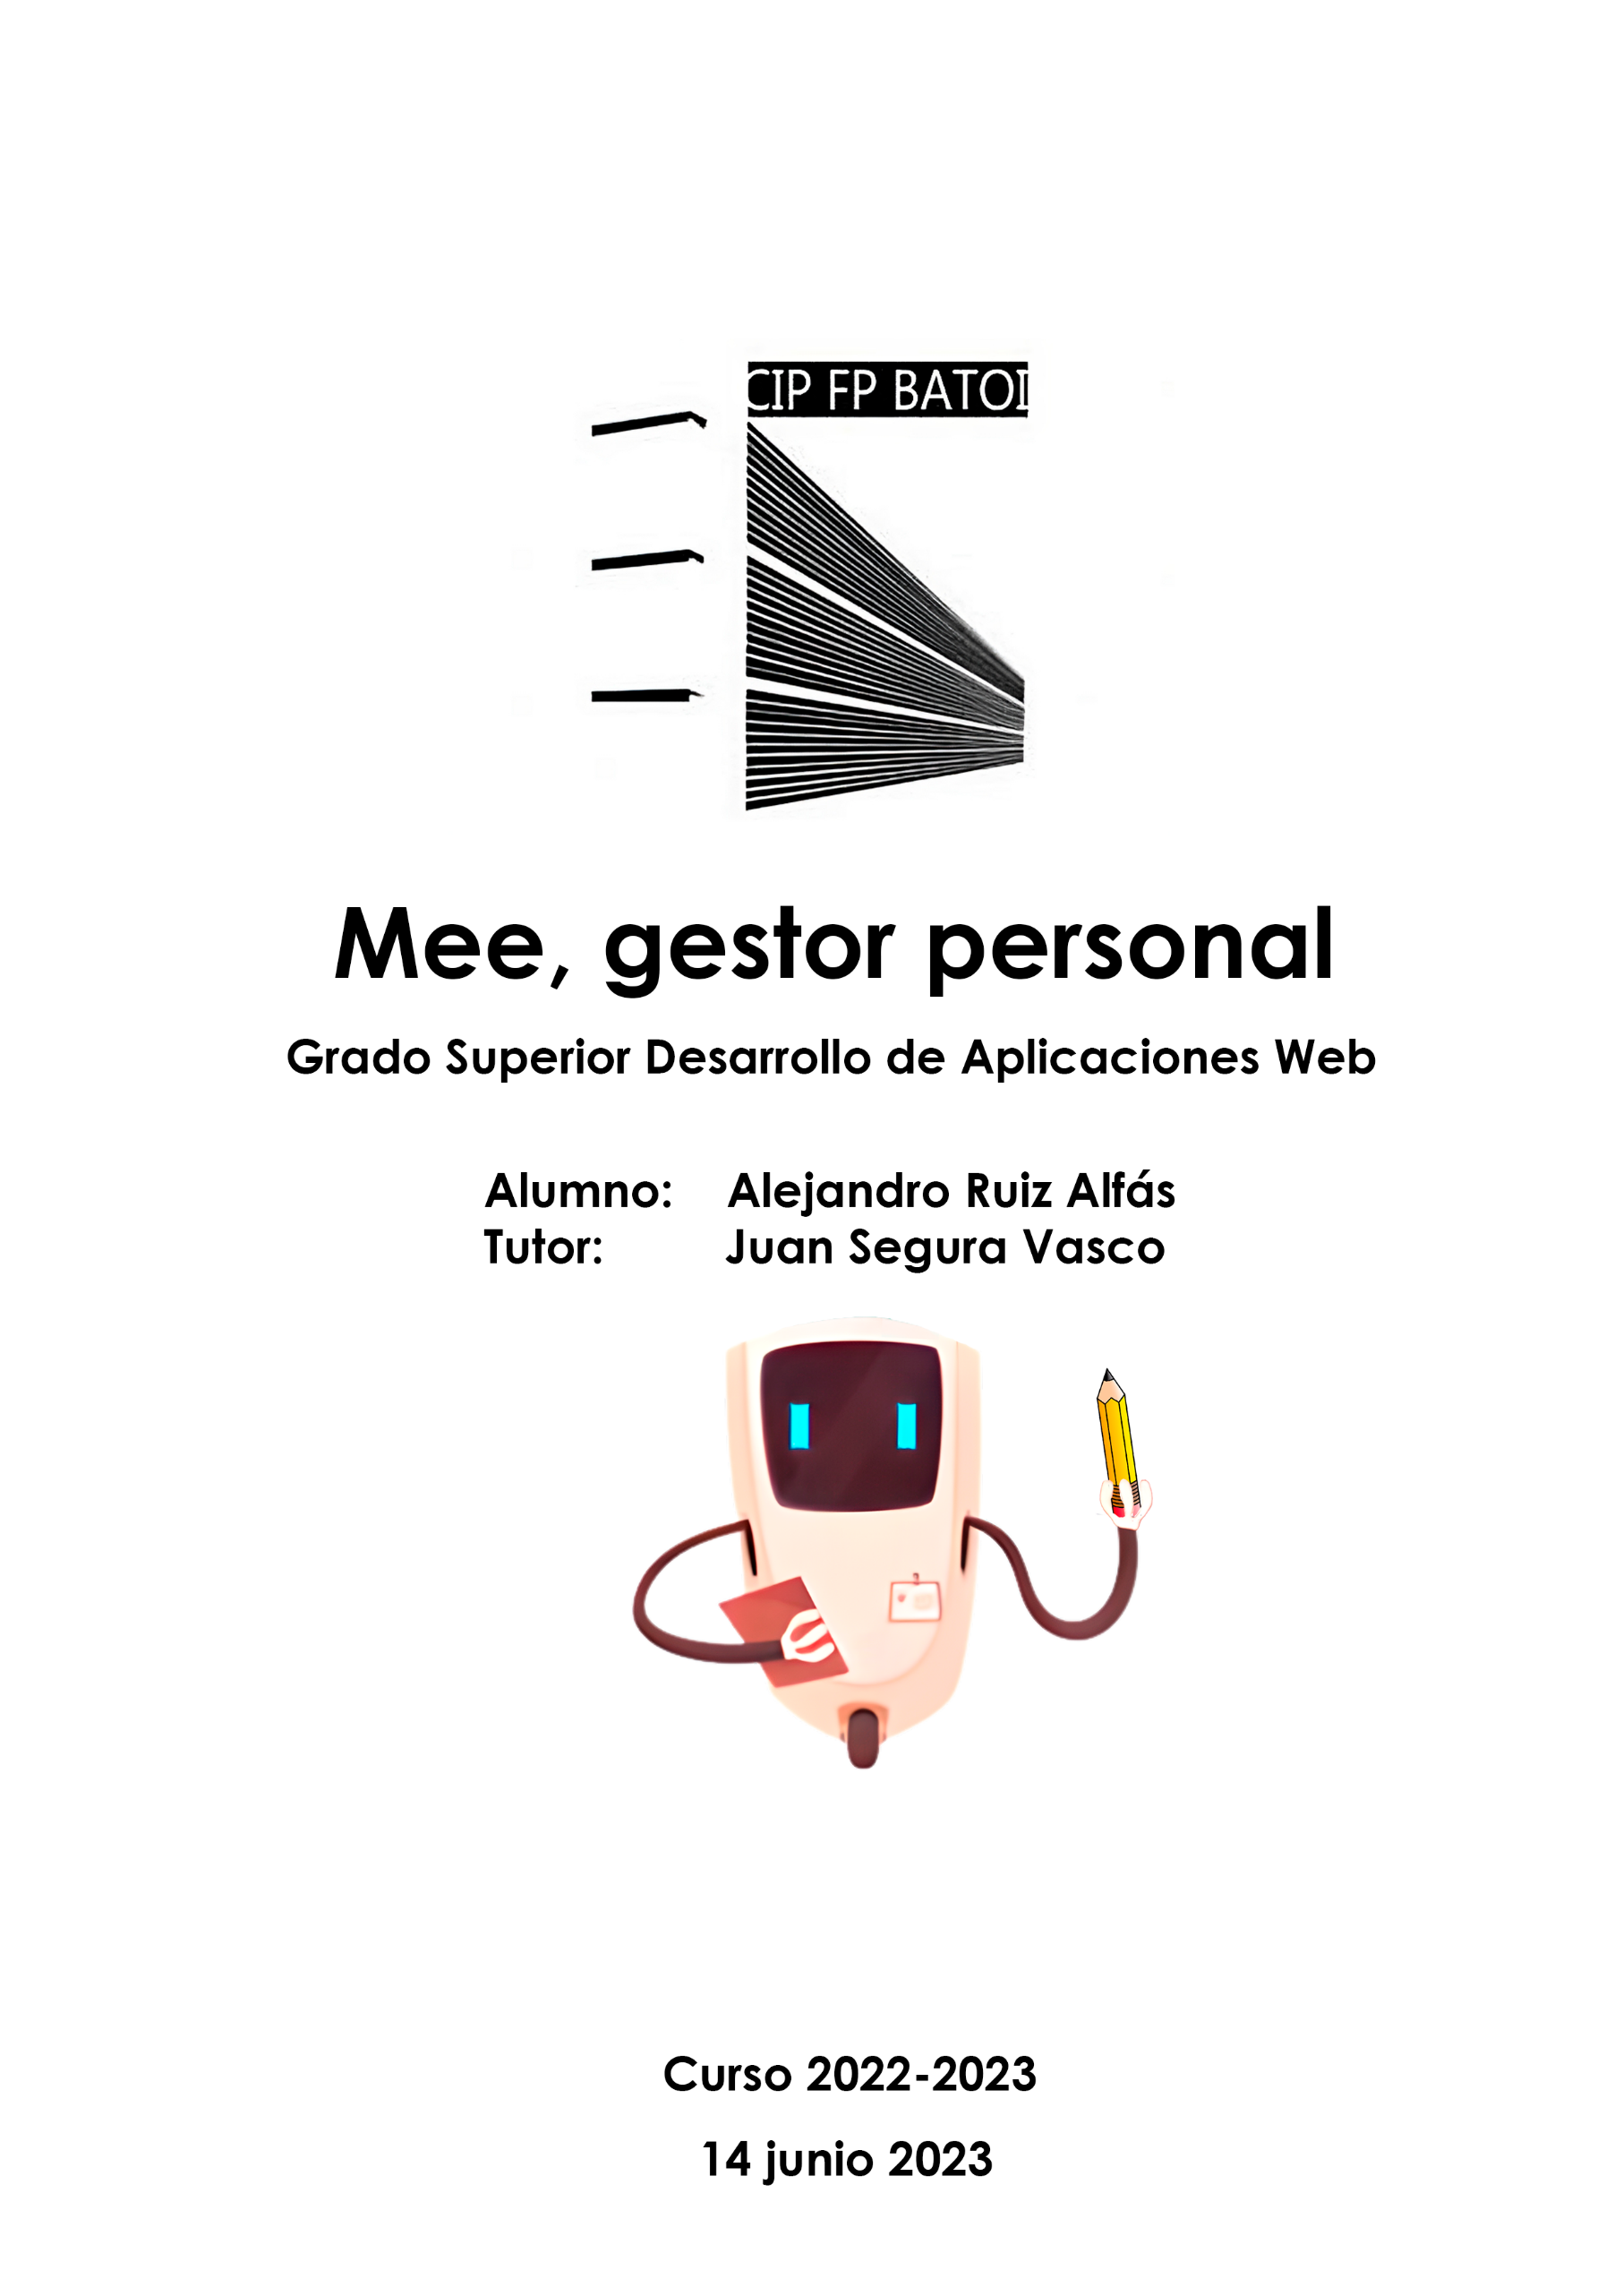 CIP FP BATOI
Mee, gestor personal
Grado Superior Desarrollo de Aplicaciones Web
Alumno: Alejandro Ruiz Alfás
Tutor: Juan Segura Vasco
Curso 2022-2023
14 junio 2023